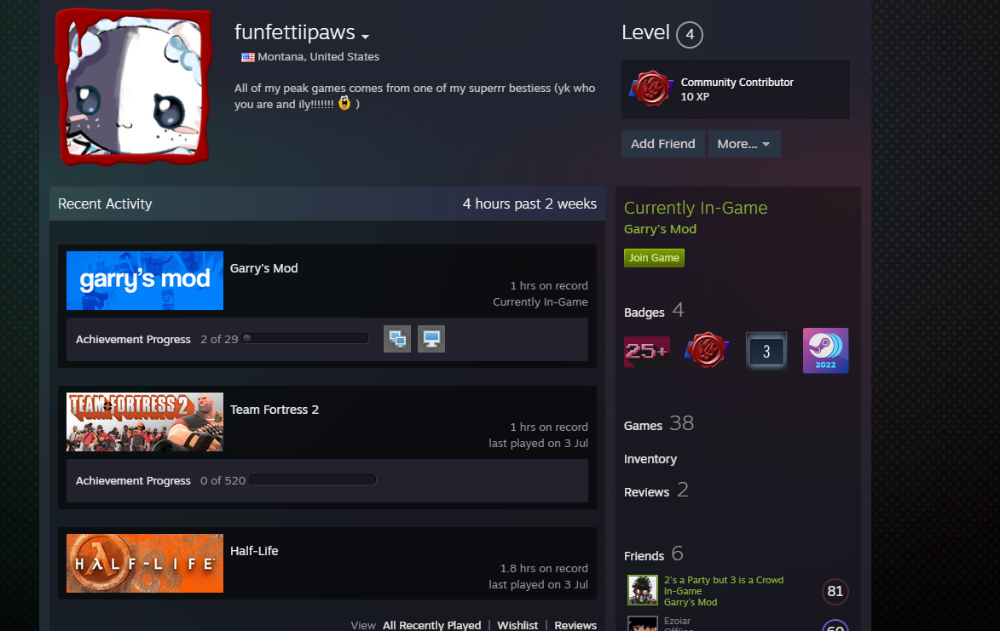 funfettiipaws
Montana, United States
All of my peak games comes from one of my superrr bestiess (yk who
you are and ily!!!!!!! )
Level 4
Community Contributor
10 XP
Add Friend More...
Recent Activity 4 hours past 2 weeks
garry's mod
Garry's Mod
1 hrs on record
Currently In-Game
Achievement Progress 2 of 29
TEAM FORTRESS 2
Team Fortress 2
1 hrs on record
last played on 3 Jul
Achievement Progress 0 of 520
HλLF-LIFE
Half-Life
1.8 hrs on record
last played on 3 Jul
View All Recently Played | Wishlist | Reviews
Currently In-Game
Garry's Mod
Join Game
Badges 4
25+
3
2022
Games 38
Inventory
Reviews 2
Friends 6
2's a Party but 3 is a Crowd
In-Game
Garry's Mod
81
Ezoiar